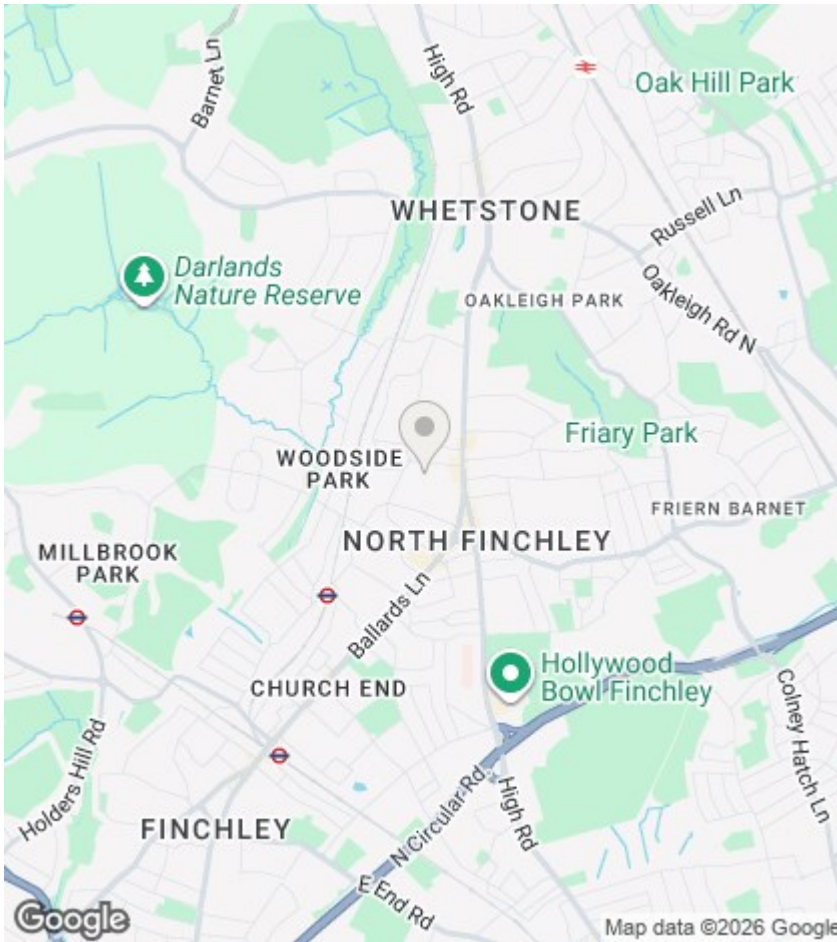 Barnet Ln
High Rd
Oak Hill Park
WHETSTONE
Russell Ln
Darlands
Nature Reserve
OAKLEIGH PARK
Oakleigh Rd N
Friary Park
WOODSIDE
PARK
FRIERN BARNET
NORTH FINCHLEY
MILLBROOK
PARK
Ballards Ln
Hollywood
Bowl Finchley
CHURCH END
Colney Hatch Ln
Holders Hill Rd
N Circular Rd
High Rd
FINCHLEY
E End Rd
Google
Map data ©2026 Google